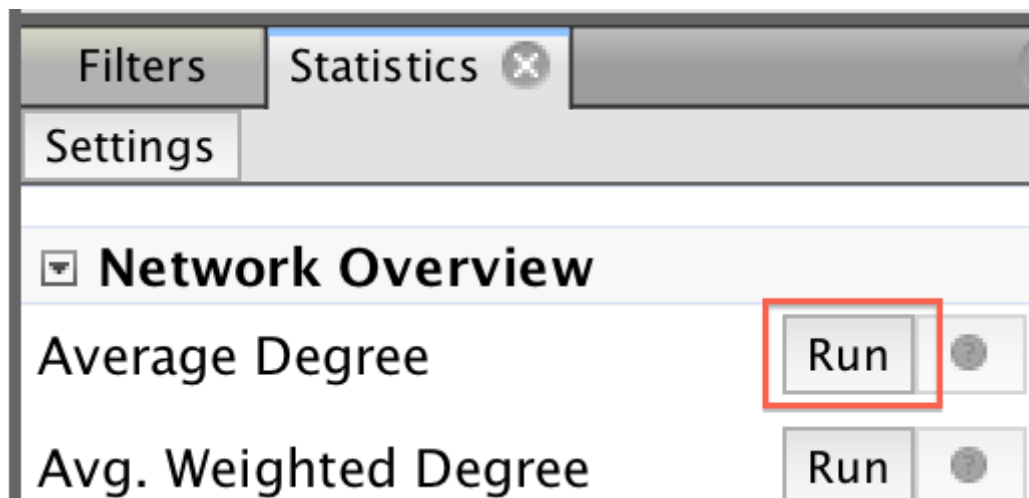 Filters Statistics
Settings
Network Overview
Average Degree Run ?
Avg. Weighted Degree Run ?